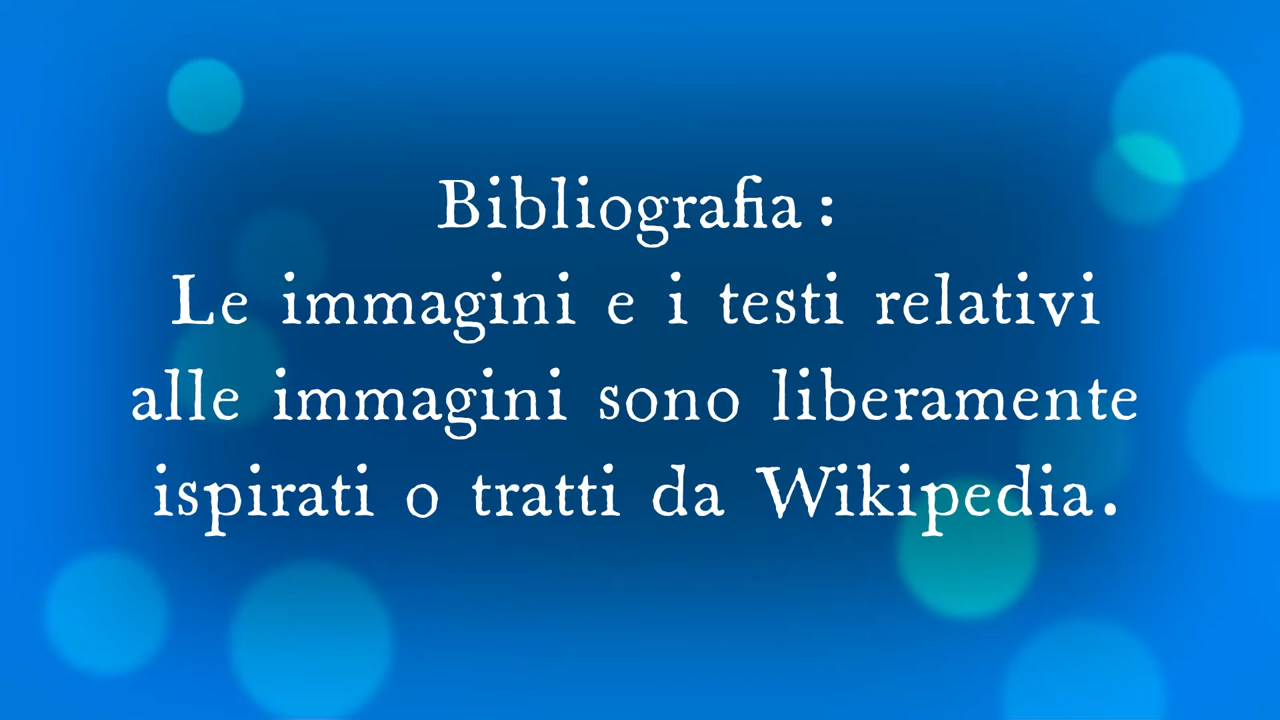 Bibliografia :
Le immagini e i testi relativi
alle immagini sono liberamente
ispirati o tratti da Wikipedia.